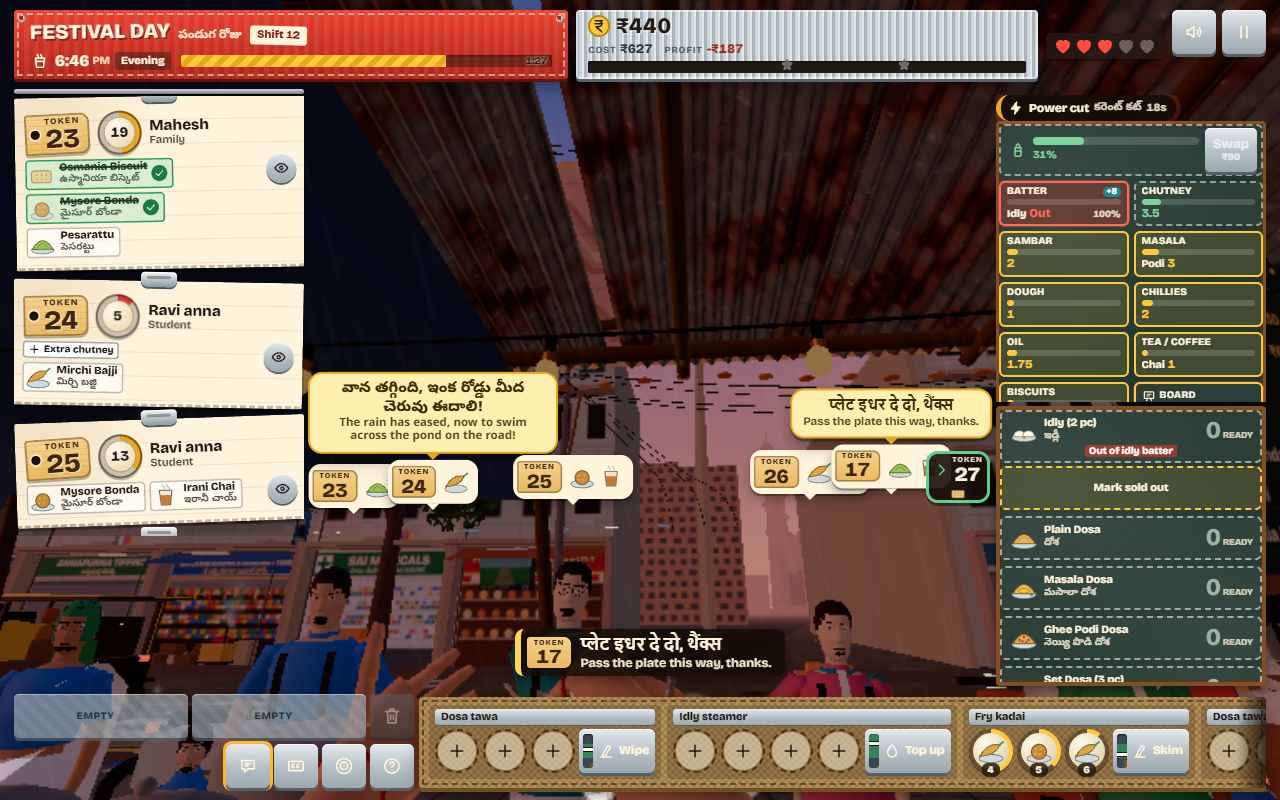 FESTIVAL DAY పండుగ రోజు Shift 12
6:46 PM Evening 1:27
₹ ₹440
COST ₹627 PROFIT -₹187
Power cut కరెంట్ కట్ 18s
31%
Swap
₹90
BATTER +8
Idly Out 100%
CHUTNEY
3.5
SAMBAR
2
MASALA
Podi 3
DOUGH
1
CHILLIES
2
OIL
1.75
TEA / COFFEE
Chai 1
BISCUITS
BOARD
TOKEN
23
19
Mahesh
Family
Osmania Biscuit
ఉస్మానియా బిస్కెట్
Mysore Bonda
మైసూర్ బోండా
Pesarattu
పెసరట్టు
TOKEN
24
5
Ravi anna
Student
+ Extra chutney
Mirchi Bajji
మిర్చి బజ్జి
TOKEN
25
13
Ravi anna
Student
Mysore Bonda
మైసూర్ బోండా
Irani Chai
ఇరానీ చాయ్
వాన తగ్గింది, ఇంక రోడ్డు మీద
చెరువు ఈదాలి!
The rain has eased, now to swim
across the pond on the road!
प्लेट इधर दे दो, थैंक्स
Pass the plate this way, thanks.
TOKEN
23
TOKEN
24
TOKEN
25
TOKEN
26
TOKEN
17
TOKEN
27
SAI MEDICALS
TOKEN
17
प्लेट इधर दे दो, थैंक्स
Pass the plate this way, thanks.
Idly (2 pc)
ఇడ్లీ
0 READY
Out of idly batter
Mark sold out
Plain Dosa
దోశ
0 READY
Masala Dosa
మసాలా దోశ
0 READY
Ghee Podi Dosa
నెయ్యి పొడి దోశ
0 READY
Set Dosa (3 pc)
EMPTY
EMPTY
Dosa tawa
Wipe
Idly steamer
Top up
Fry kadai
4
5
6
Skim
Dosa tawa